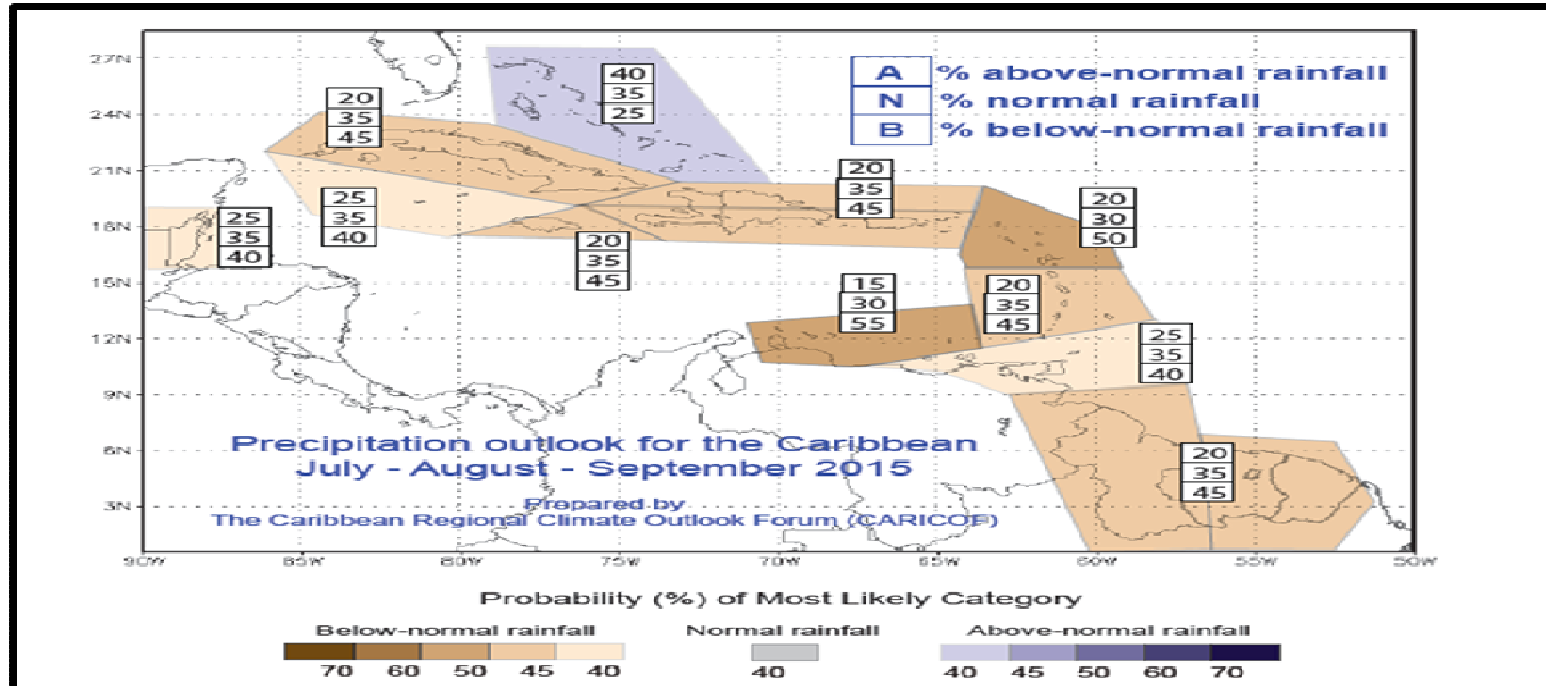 27N
24N
21N
18N
15N
12N
9N
6N
3N
90W 85W 80W 75W 70W 65W 60W 55W 50W
A % above-normal rainfall
N % normal rainfall
B % below-normal rainfall
40
35
25
20
35
45
20
35
45
25
35
40
20
30
50
25
35
40
20
35
45
15
30
55
20
35
45
25
35
40
20
35
45
Precipitation outlook for the Caribbean
July - August - September 2015
Prepared by
The Caribbean Regional Climate Outlook Forum (CARICOF)
Probability (%) of Most Likely Category
Below-normal rainfall Normal rainfall Above-normal rainfall
70 60 50 45 40 40 40 45 50 60 70